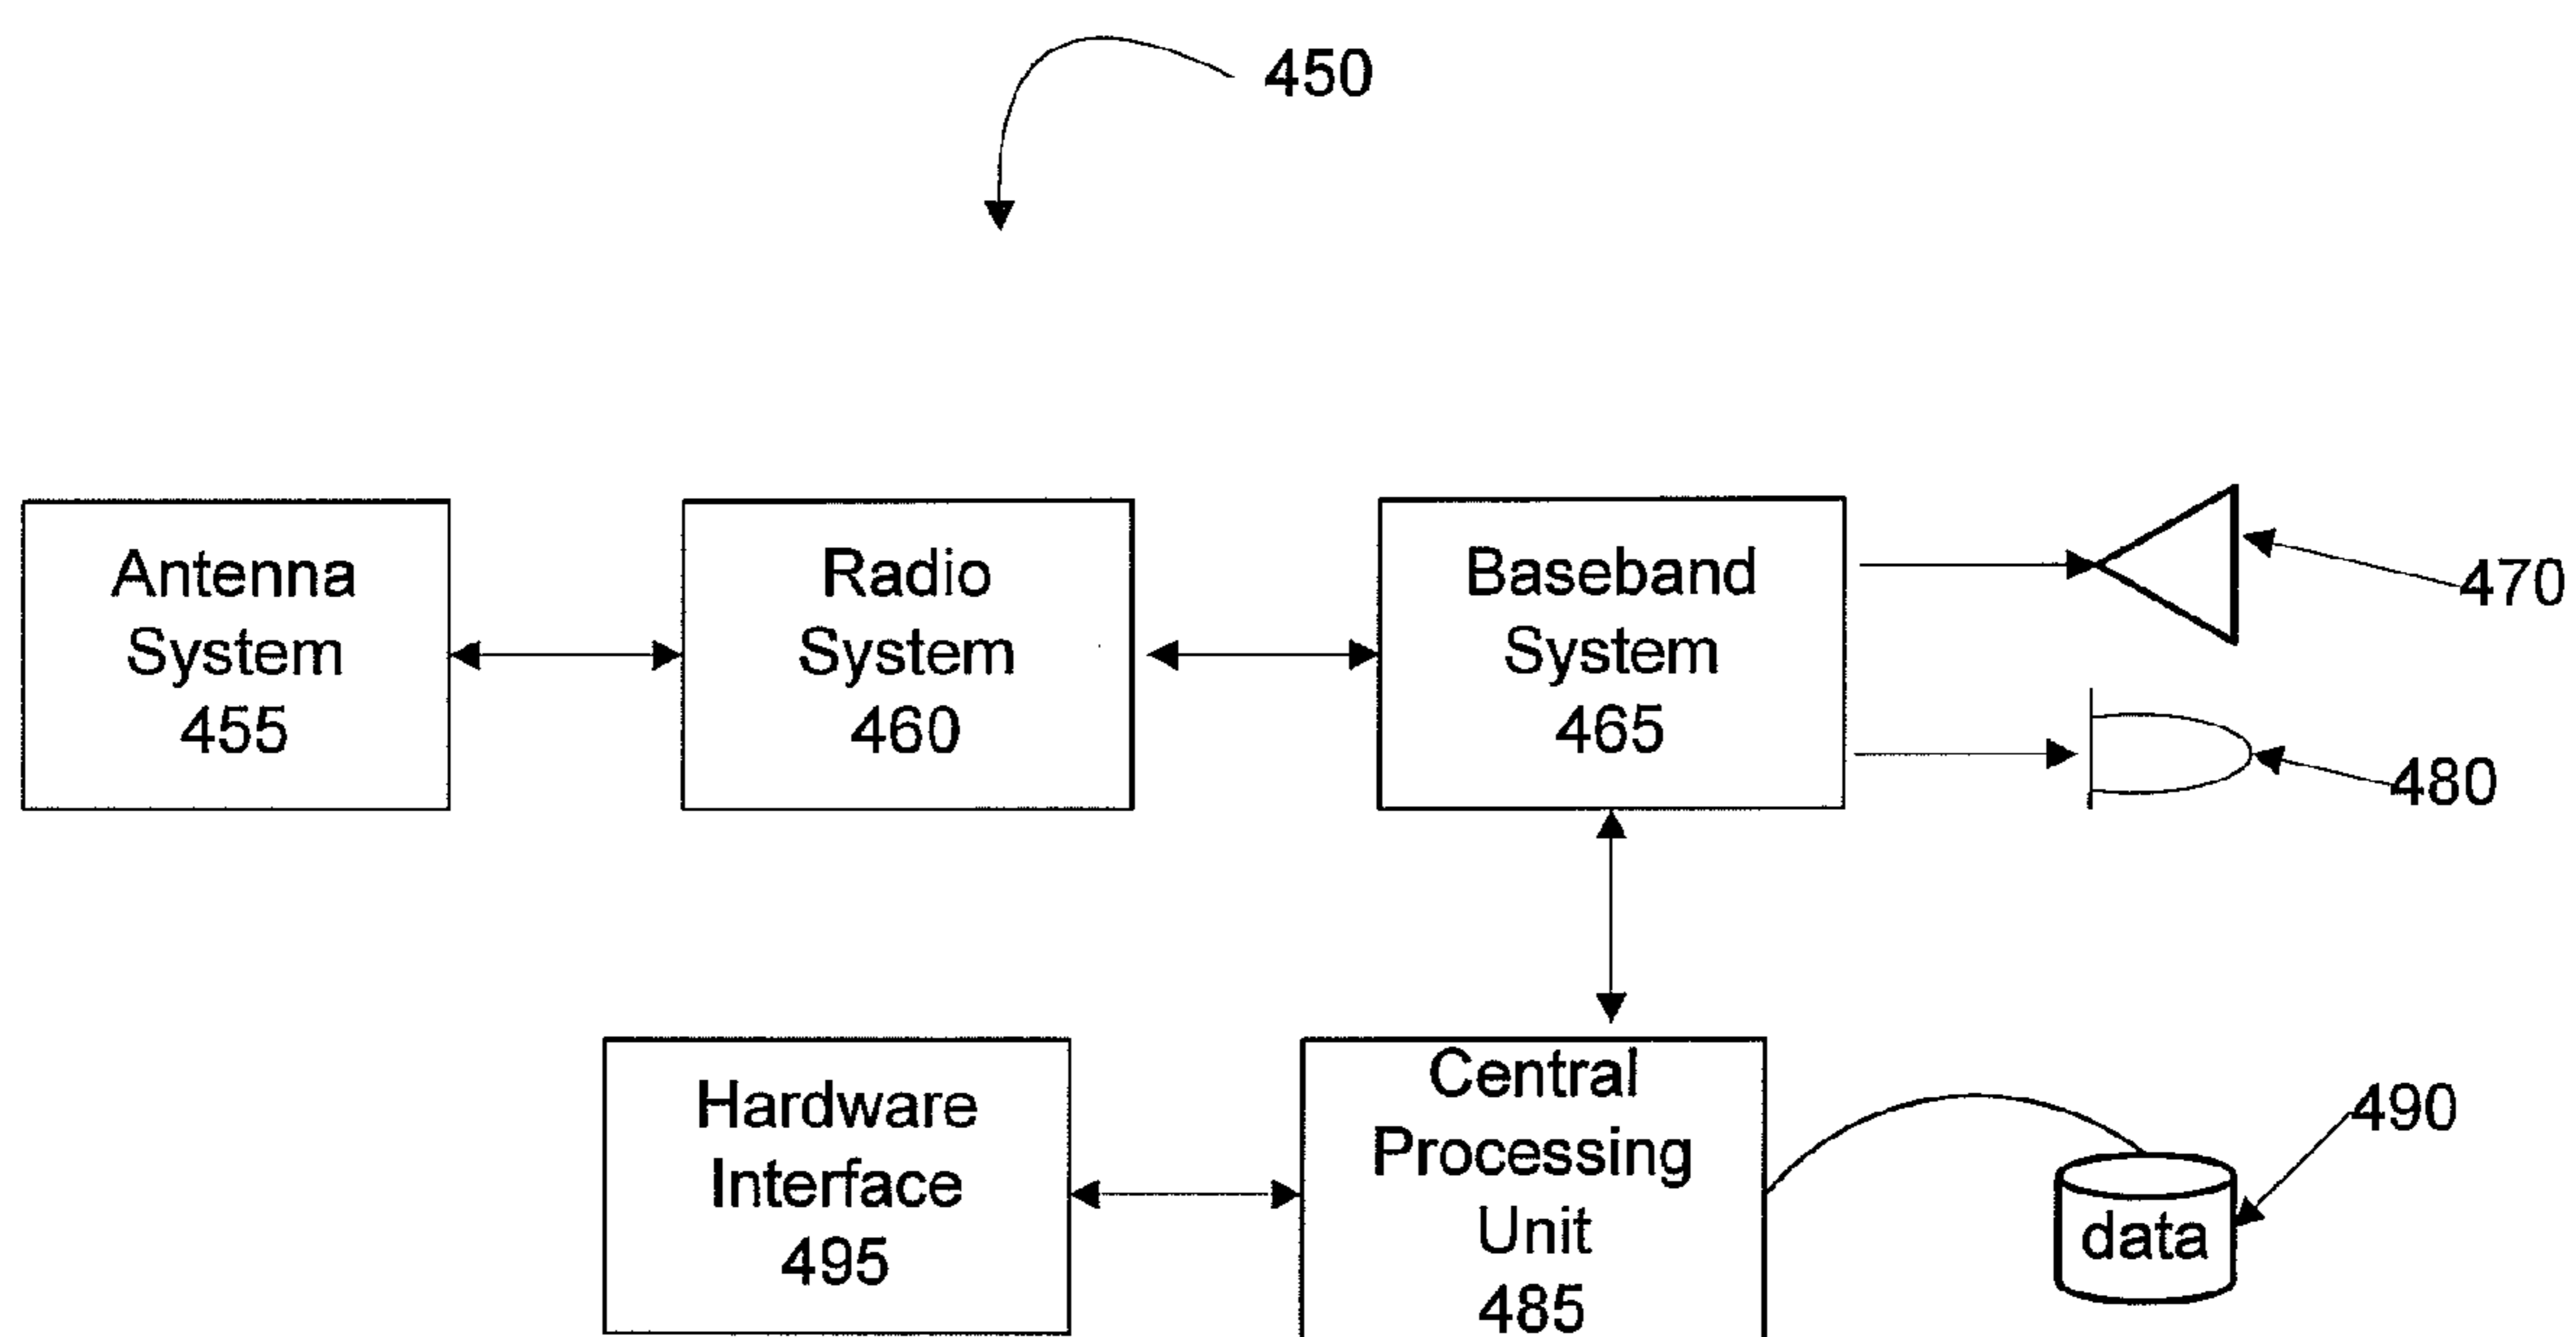 450
Antenna
System
455
Radio
System
460
Baseband
System
465
470
480
Hardware
Interface
495
Central
Processing
Unit
485
490
data